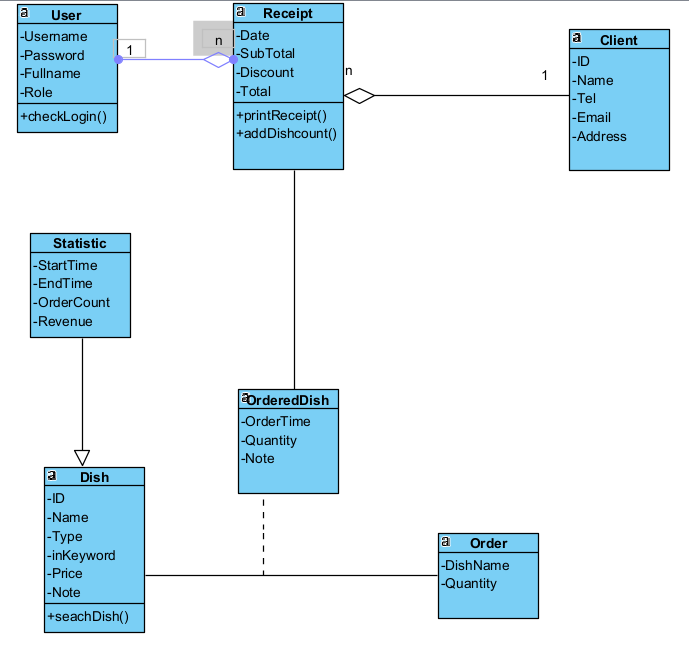 User
-Username
-Password
-Fullname
-Role
+checkLogin()
1
n
Receipt
-Date
-SubTotal
-Discount
-Total
+printReceipt()
+addDishcount()
n
1
Client
-ID
-Name
-Tel
-Email
-Address
Statistic
-StartTime
-EndTime
-OrderCount
-Revenue
OrderedDish
-OrderTime
-Quantity
-Note
Dish
-ID
-Name
-Type
-inKeyword
-Price
-Note
+seachDish()
Order
-DishName
-Quantity